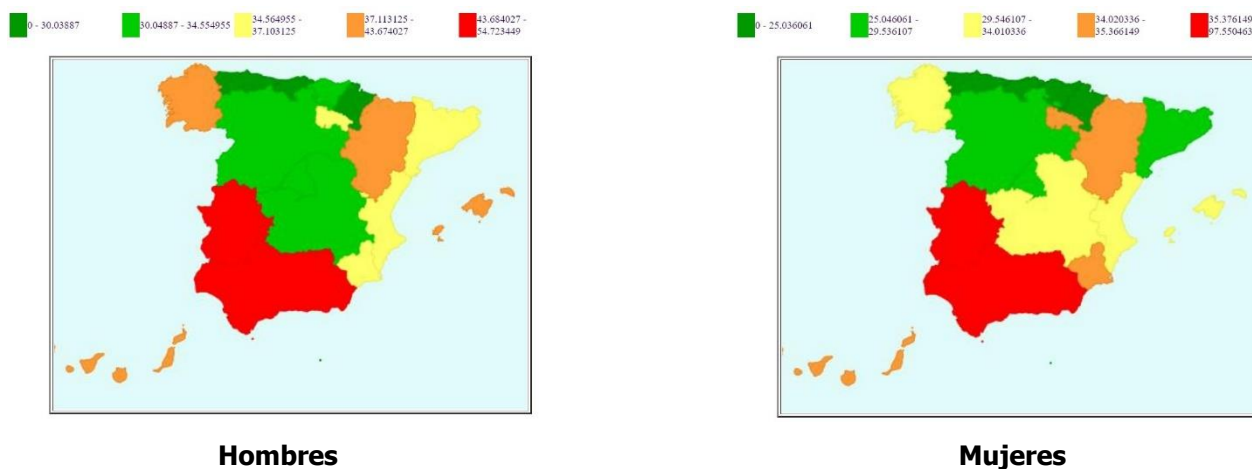 0 - 30.03887
30.04887 - 34.554955
34.564955 -
37.103125
37.113125 -
43.674027
43.684027 -
54.723449
0 - 25.036061
25.046061 -
29.536107
29.546107 -
34.010336
34.020336 -
35.366149
35.376149
97.550463
Hombres
Mujeres